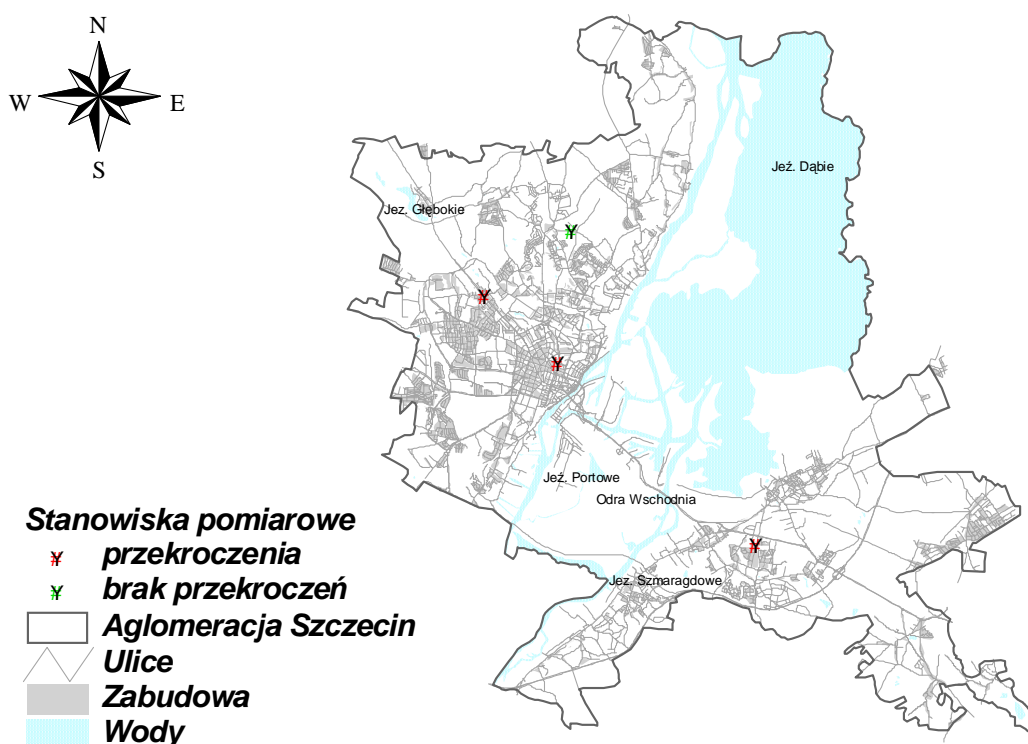 N
W
E
S
Jeź. Dąbie
Jez. Głębokie
Jeź. Portowe
Odra Wschodnia
Jeź. Szmaragdowe
Stanowiska pomiarowe
przekroczenia
brak przekroczeń
Aglomeracja Szczecin
Ulice
Zabudowa
Wody